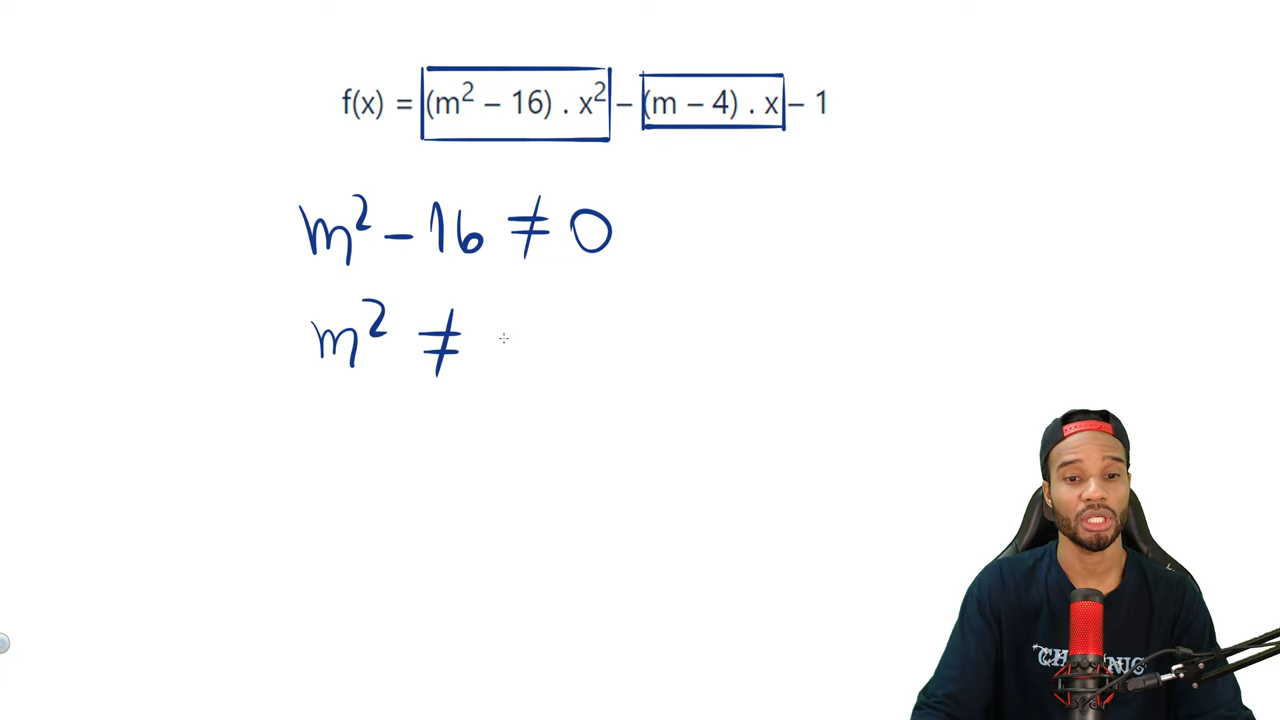 f(x) = (m² – 16) . x² – (m – 4) . x – 1
m² – 16 ≠ 0
m² ≠